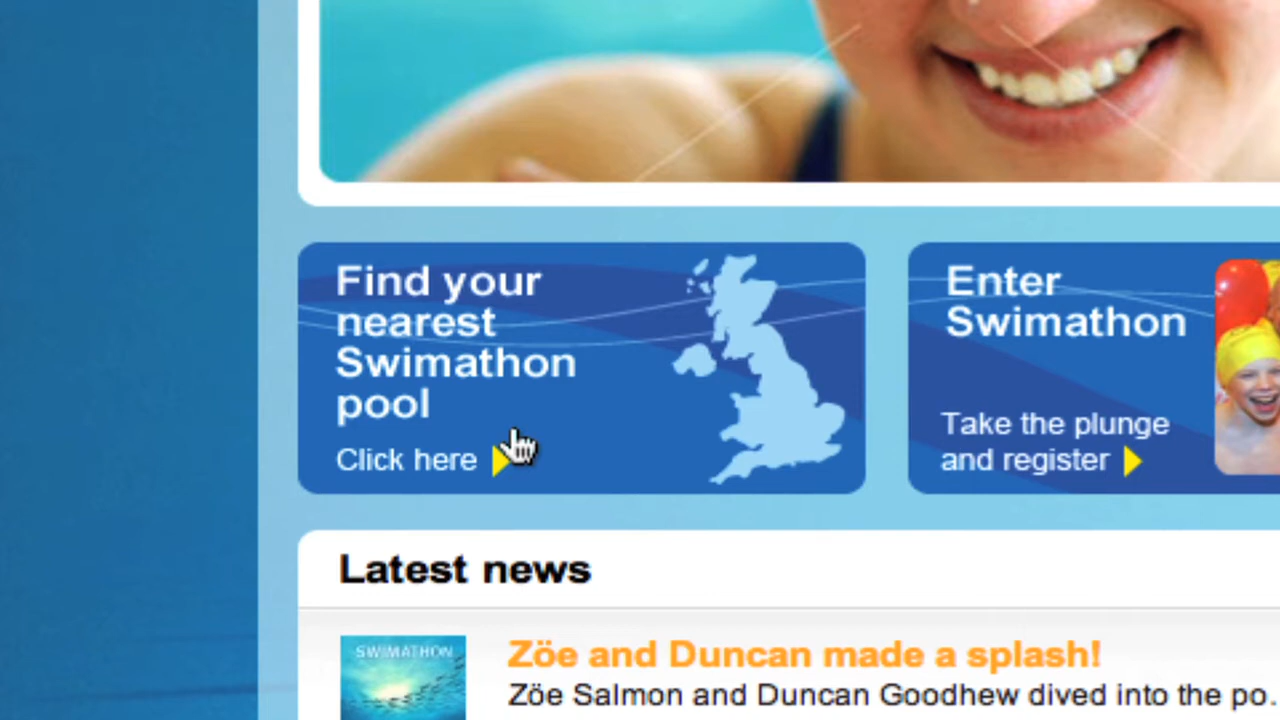 Find your
nearest
Swimathon
pool
Click here
Enter
Swimathon
Take the plunge
and register
Latest news
SWIMATHON
Zöe and Duncan made a splash!
Zöe Salmon and Duncan Goodhew dived into the po.